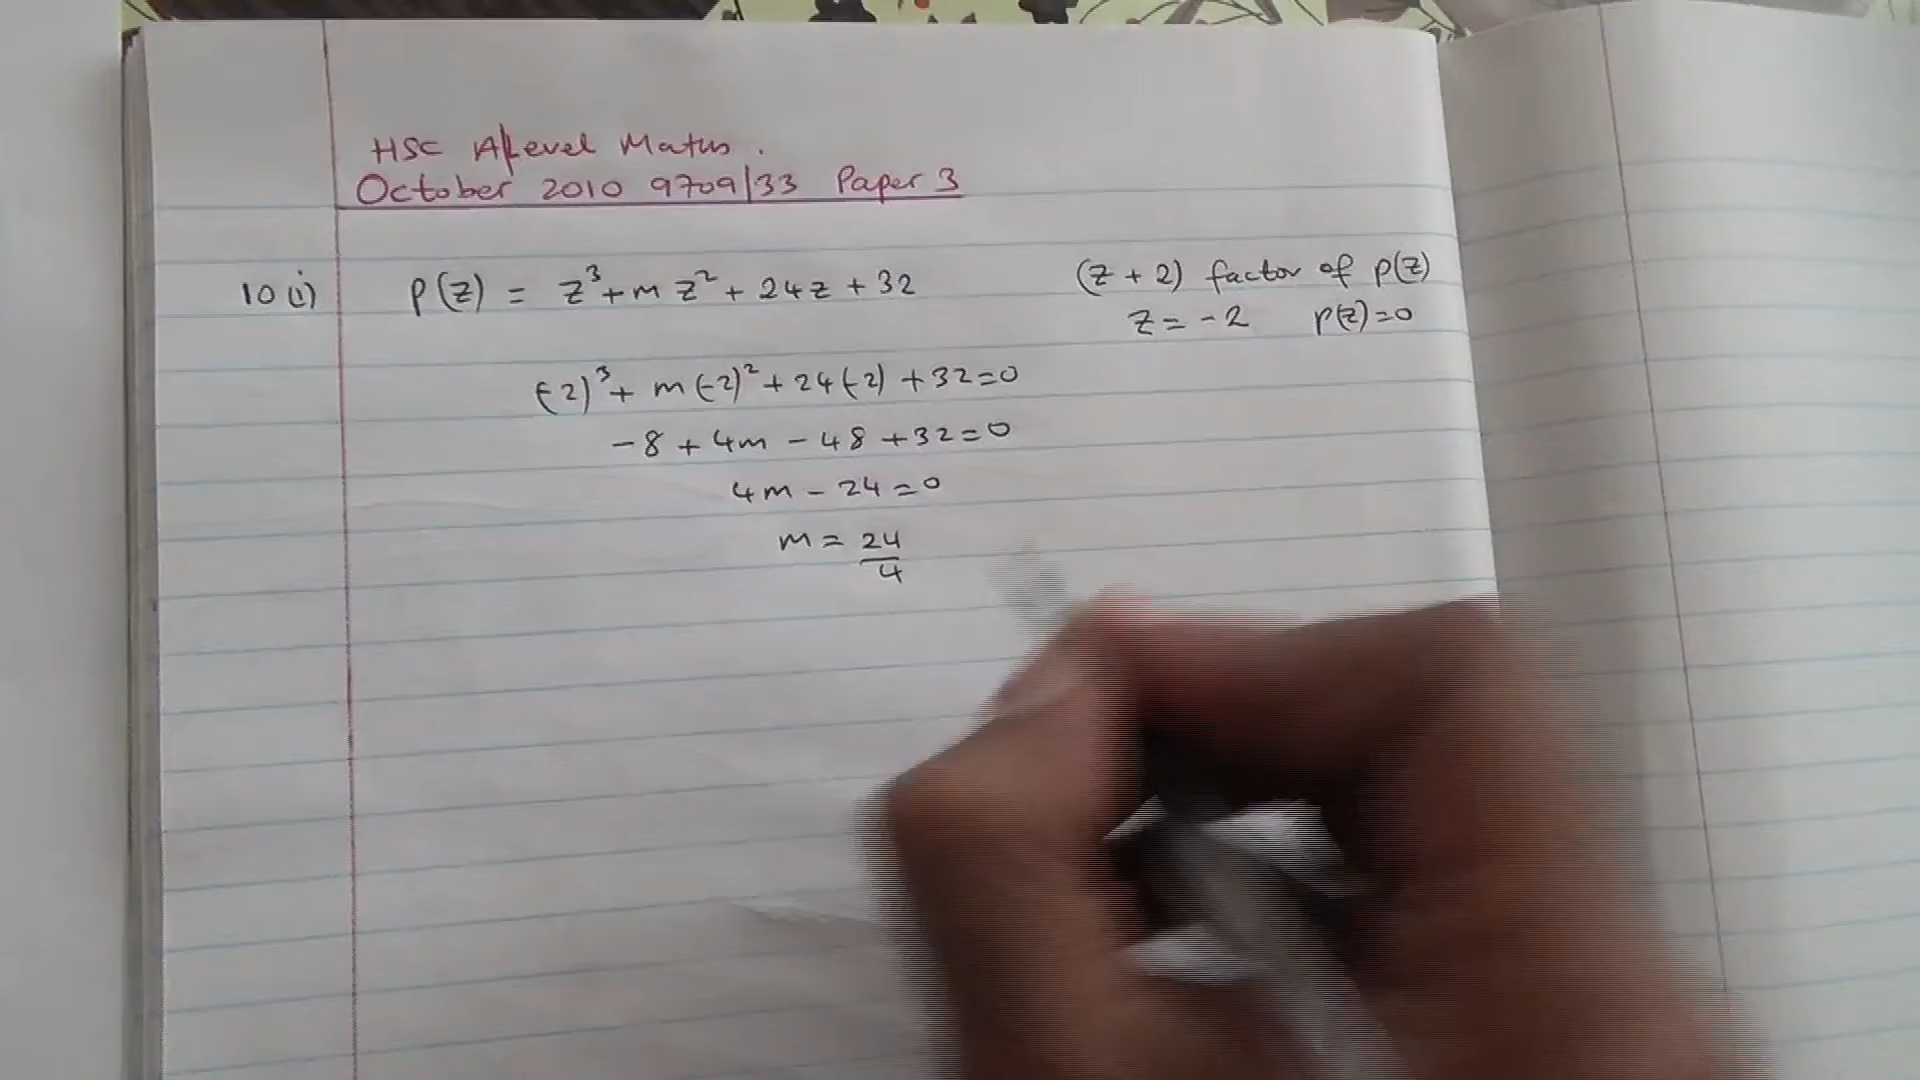 HSC A Level Maths.
October 2010 9709/33 Paper 3
10 (i) p(z) = z³ + m z² + 24z + 32
(z + 2) factor of p(z)
z = -2 p(z) = 0
(-2)³ + m(-2)² + 24(-2) + 32 = 0
-8 + 4m - 48 + 32 = 0
4m - 24 = 0
m = 24/4